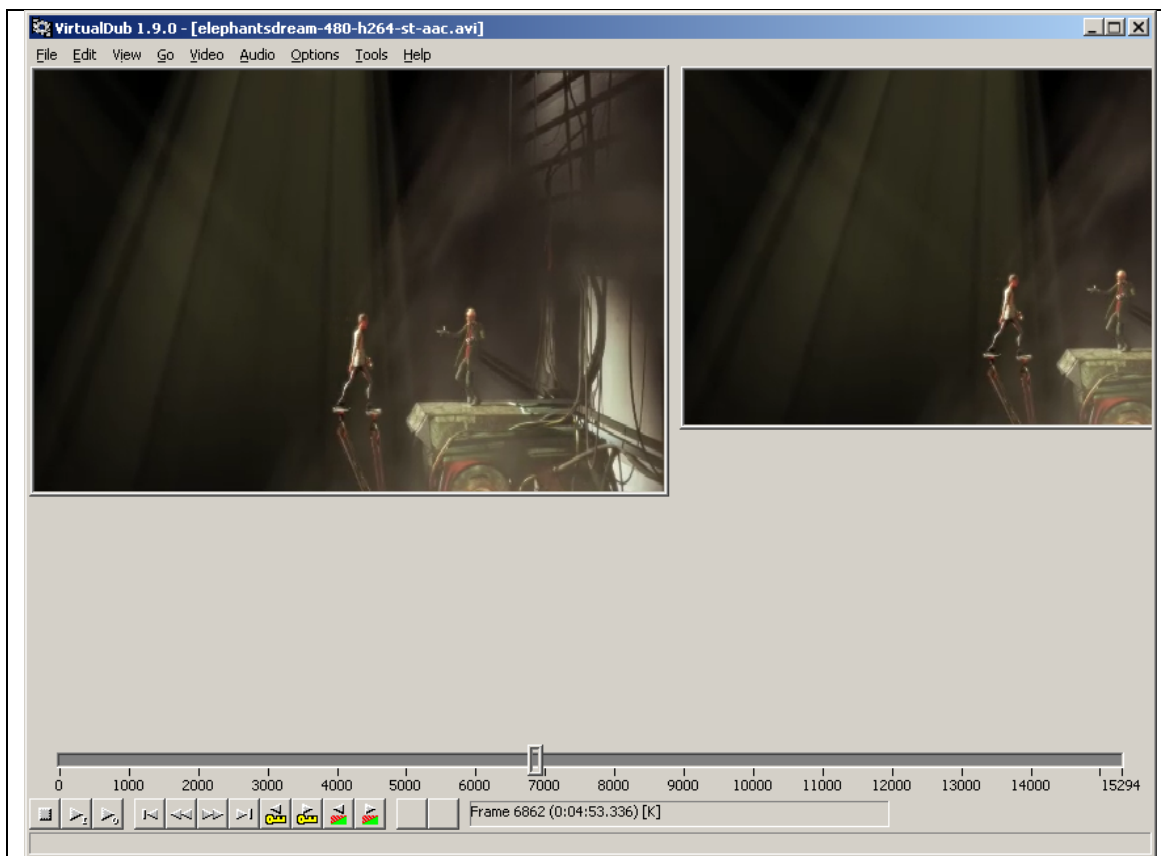 VirtualDub 1.9.0 - [elephantsdream-480-h264-st-aac.avi]
File Edit View Go Video Audio Options Tools Help
0 1000 2000 3000 4000 5000 6000 7000 8000 9000 10000 11000 12000 13000 14000 15294
Frame 6862 (0:04:53.336) [K]